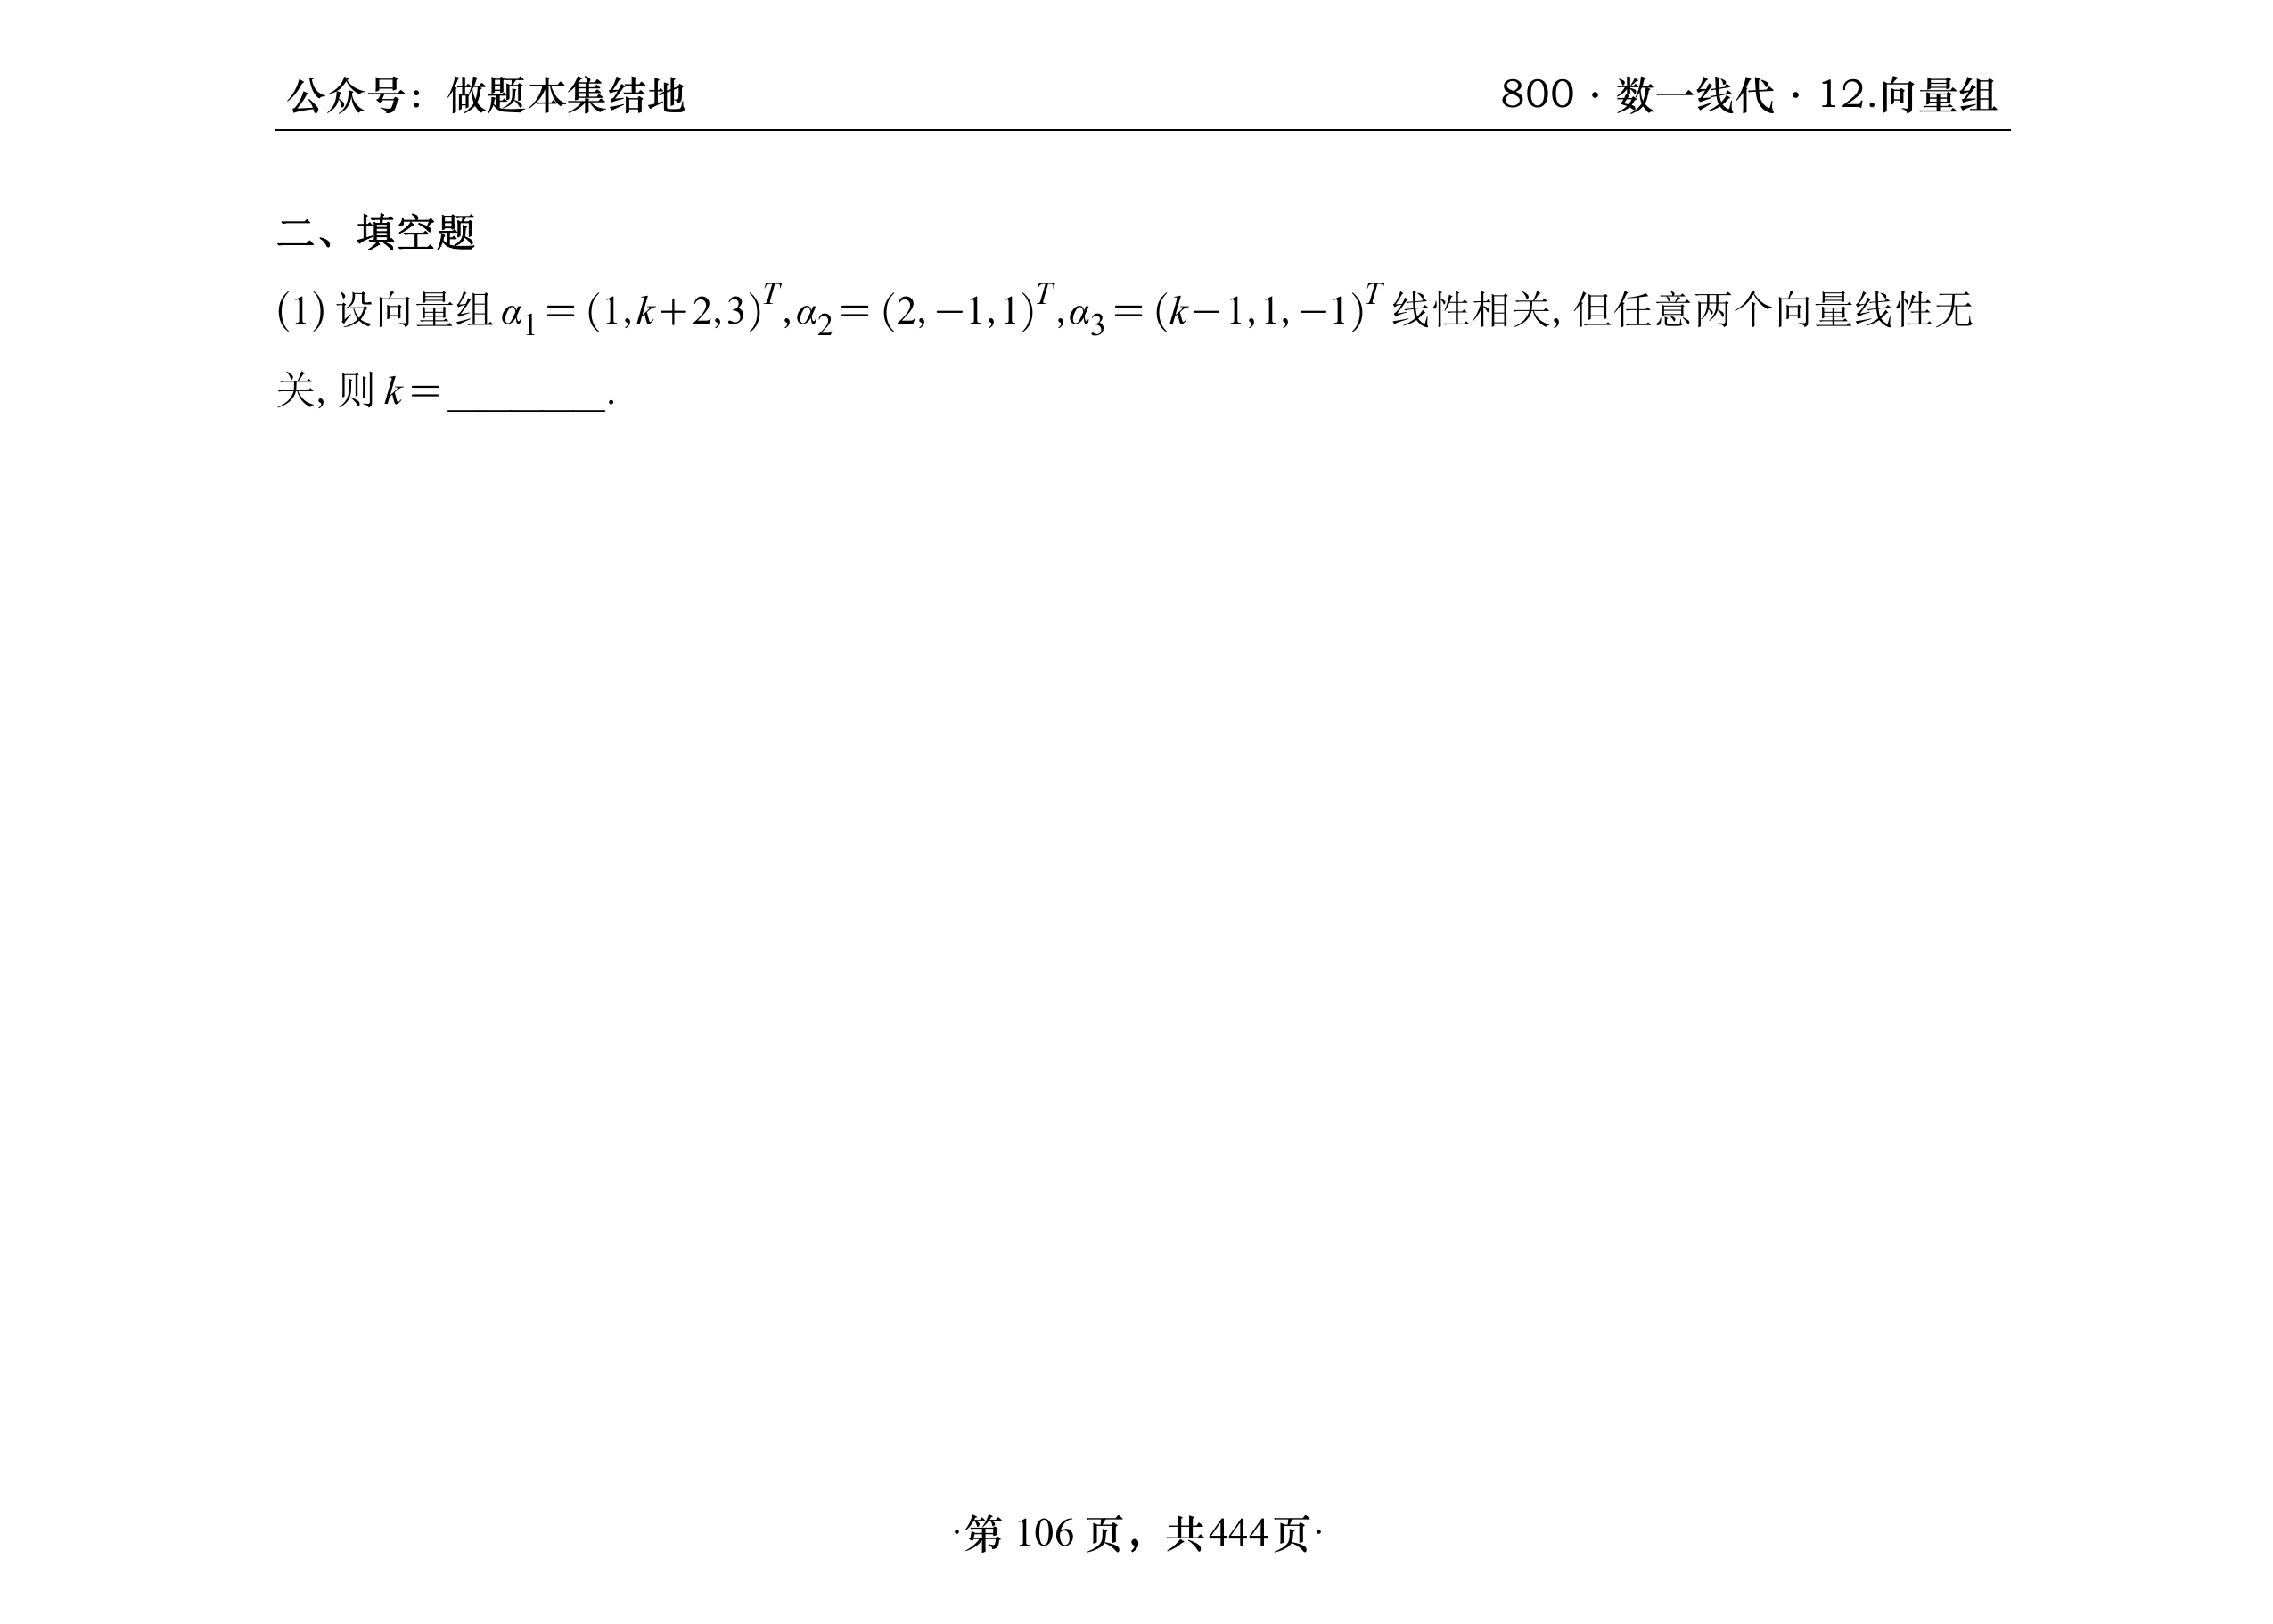 公众号：做题本集结地 800·数一线代·12.向量组
二、填空题
(1) 设向量组 α₁ = (1, k+2, 3)ᵀ, α₂ = (2, −1, 1)ᵀ, α₃ = (k−1, 1, −1)ᵀ 线性相关, 但任意两个向量线性无
关, 则 k = ________.
·第 106 页，共444页·